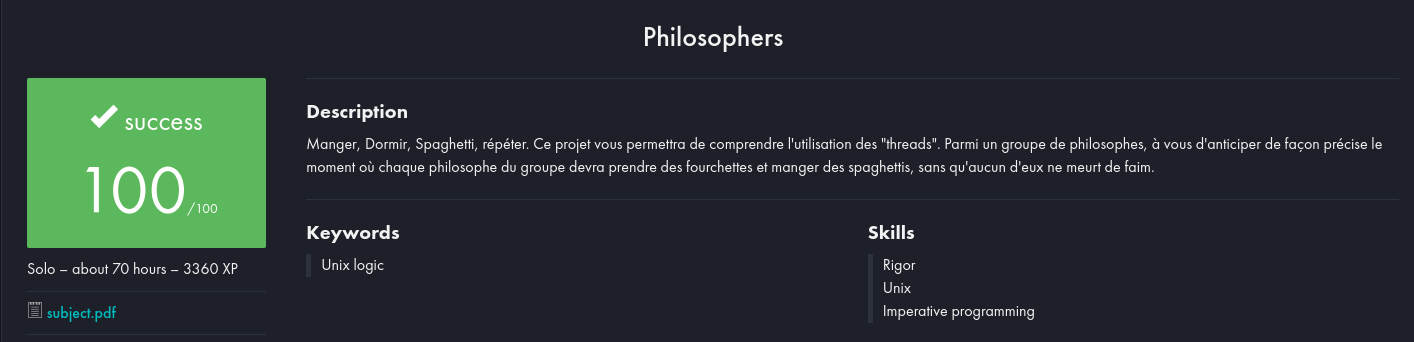 Philosophers
success
100/100
Solo – about 70 hours – 3360 XP
subject.pdf
Description
Manger, Dormir, Spaghetti, répéter. Ce projet vous permettra de comprendre l'utilisation des "threads". Parmi un groupe de philosophes, à vous d'anticiper de façon précise le
moment où chaque philosophe du groupe devra prendre des fourchettes et manger des spaghettis, sans qu'aucun d'eux ne meurt de faim.
Keywords
Unix logic
Skills
Rigor
Unix
Imperative programming